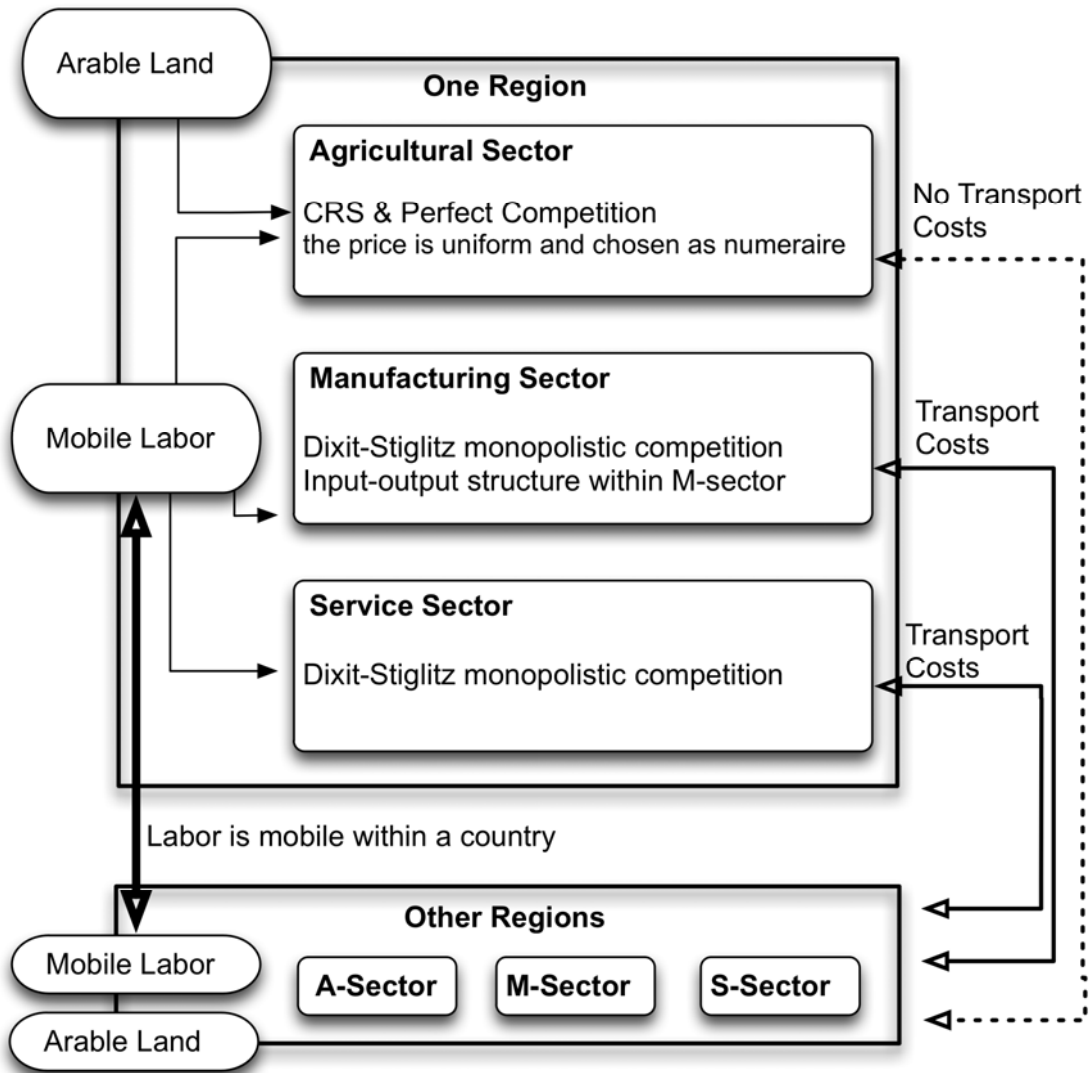 Arable Land
One Region
Agricultural Sector
CRS & Perfect Competition
the price is uniform and chosen as numeraire
No Transport
Costs
Manufacturing Sector
Dixit-Stiglitz monopolistic competition
Input-output structure within M-sector
Transport
Costs
Mobile Labor
Service Sector
Dixit-Stiglitz monopolistic competition
Transport
Costs
Labor is mobile within a country
Other Regions
Mobile Labor
A-Sector
M-Sector
S-Sector
Arable Land